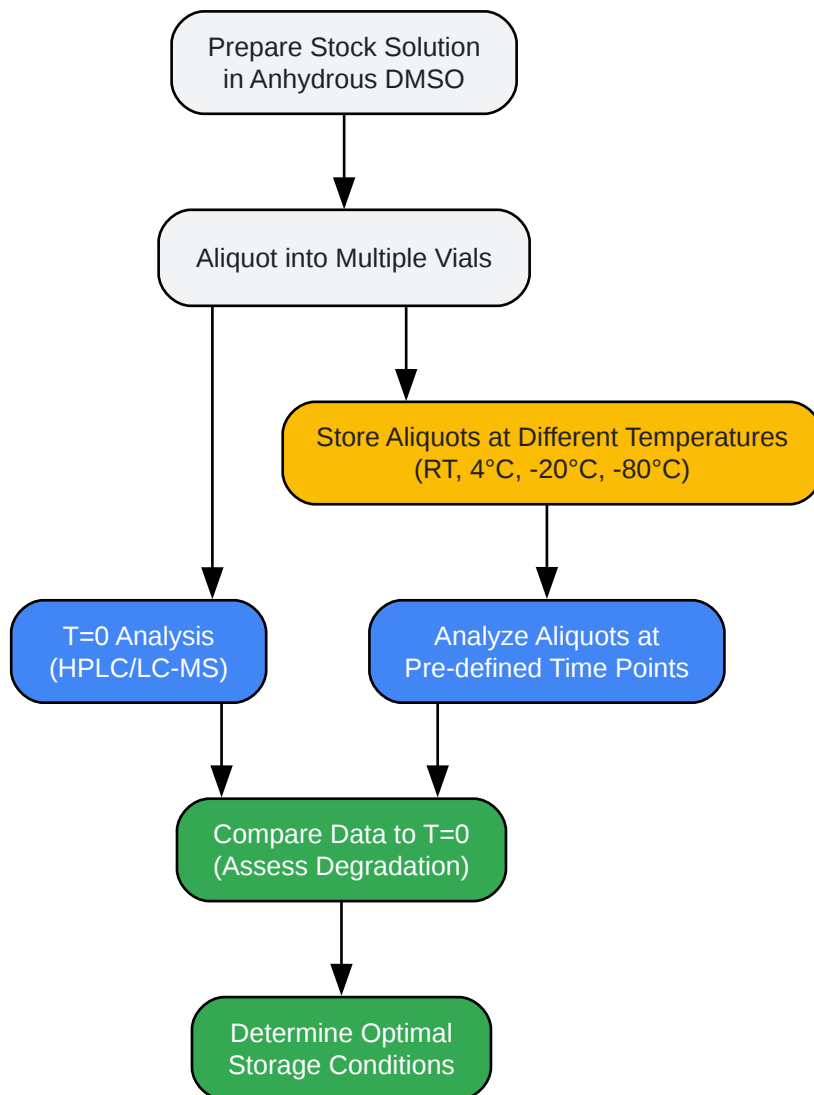 Prepare Stock Solution
in Anhydrous DMSO
Aliquot into Multiple Vials
Store Aliquots at Different Temperatures
(RT, 4°C, -20°C, -80°C)
T=0 Analysis
(HPLC/LC-MS)
Analyze Aliquots at
Pre-defined Time Points
Compare Data to T=0
(Assess Degradation)
Determine Optimal
Storage Conditions